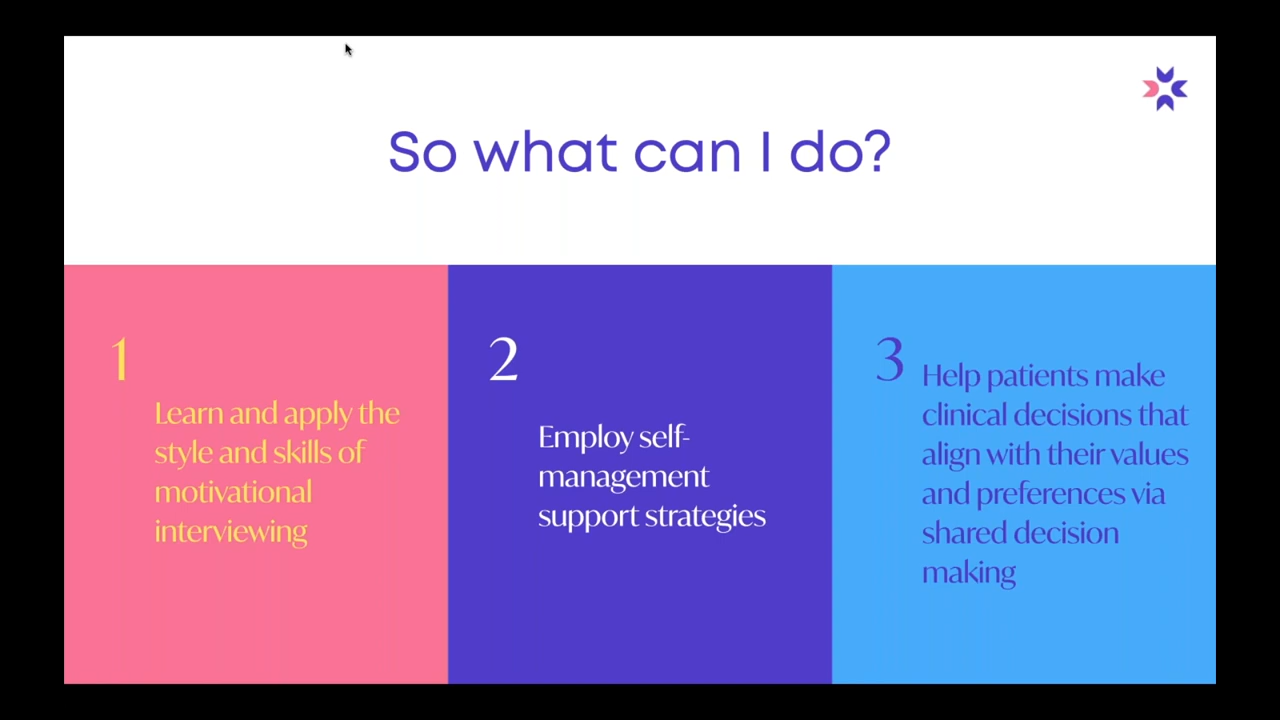 So what can I do?
1
Learn and apply the
style and skills of
motivational
interviewing
2
Employ self-
management
support strategies
3
Help patients make
clinical decisions that
align with their values
and preferences via
shared decision
making